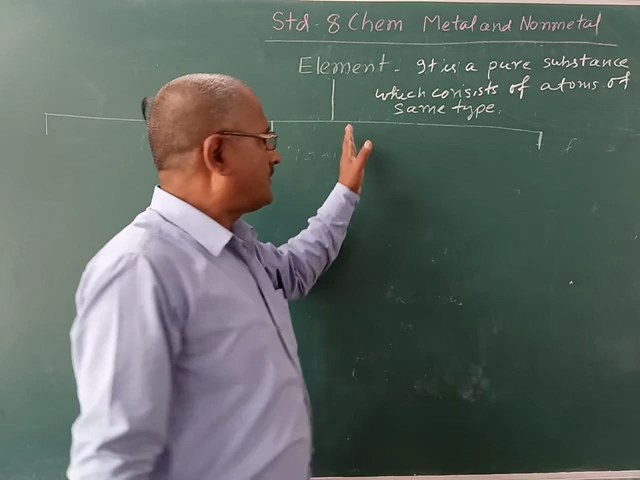 Std. 8 Chem Metal and Nonmetal
Element - It is a pure substance
which consists of atoms of
same type.